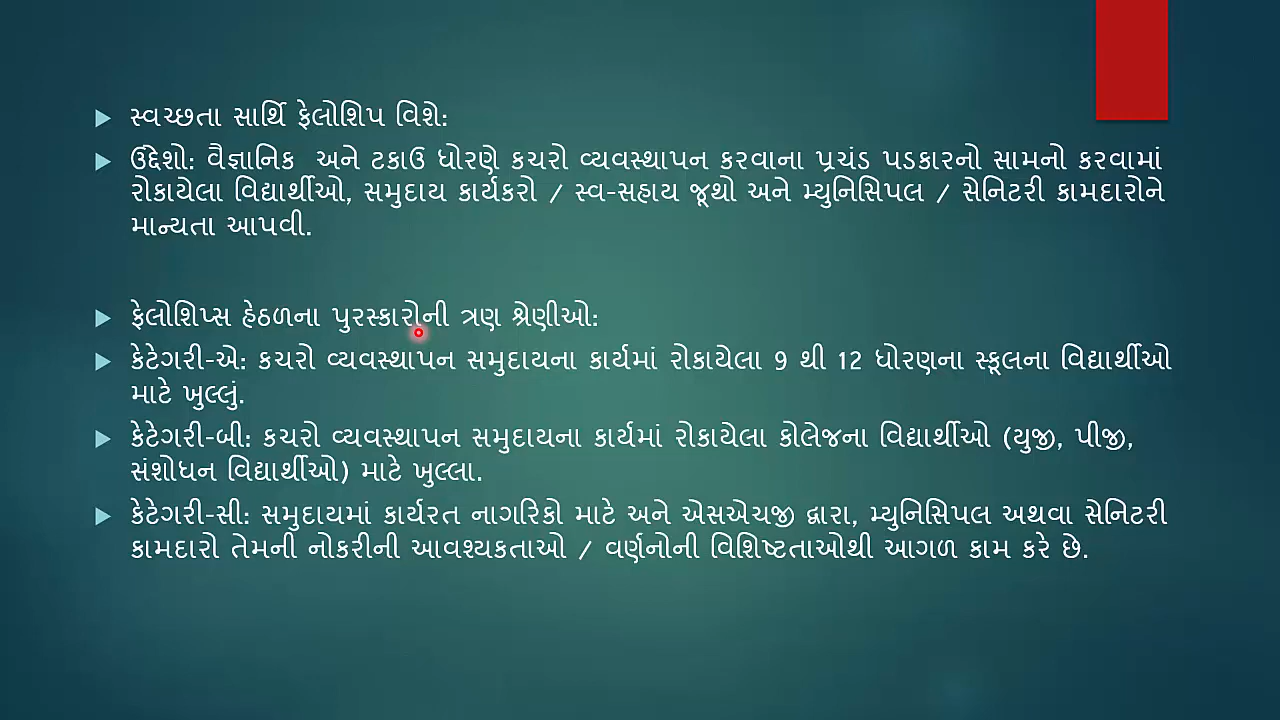 સ્વચ્છતા સાર્થિ ફેલોશિપ વિશે:
ઉદ્દેશો: વૈજ્ઞાનિક અને ટકાઉ ધોરણે કચરો વ્યવસ્થાપન કરવાના પ્રચંડ પડકારનો સામનો કરવામાં
રોકાયેલા વિદ્યાર્થીઓ, સમુદાય કાર્યકરો / સ્વ-સહાય જૂથો અને મ્યુનિસિપલ / સેનિટરી કામદારોને
માન્યતા આપવી.
ફેલોશિપ્સ હેઠળના પુરસ્કારોની ત્રણ શ્રેણીઓ:
કેટેગરી-એ: કચરો વ્યવસ્થાપન સમુદાયના કાર્યમાં રોકાયેલા 9 થી 12 ધોરણના સ્કૂલના વિદ્યાર્થીઓ
માટે ખુલ્લું.
કેટેગરી-બી: કચરો વ્યવસ્થાપન સમુદાયના કાર્યમાં રોકાયેલા કોલેજના વિદ્યાર્થીઓ (યુજી, પીજી,
સંશોધન વિદ્યાર્થીઓ) માટે ખુલ્લા.
કેટેગરી-સી: સમુદાયમાં કાર્યરત નાગરિકો માટે અને એસએચજી દ્વારા, મ્યુનિસિપલ અથવા સેનિટરી
કામદારો તેમની નોકરીની આવશ્યકતાઓ / વર્ણનોની વિશિષ્ટતાઓથી આગળ કામ કરે છે.